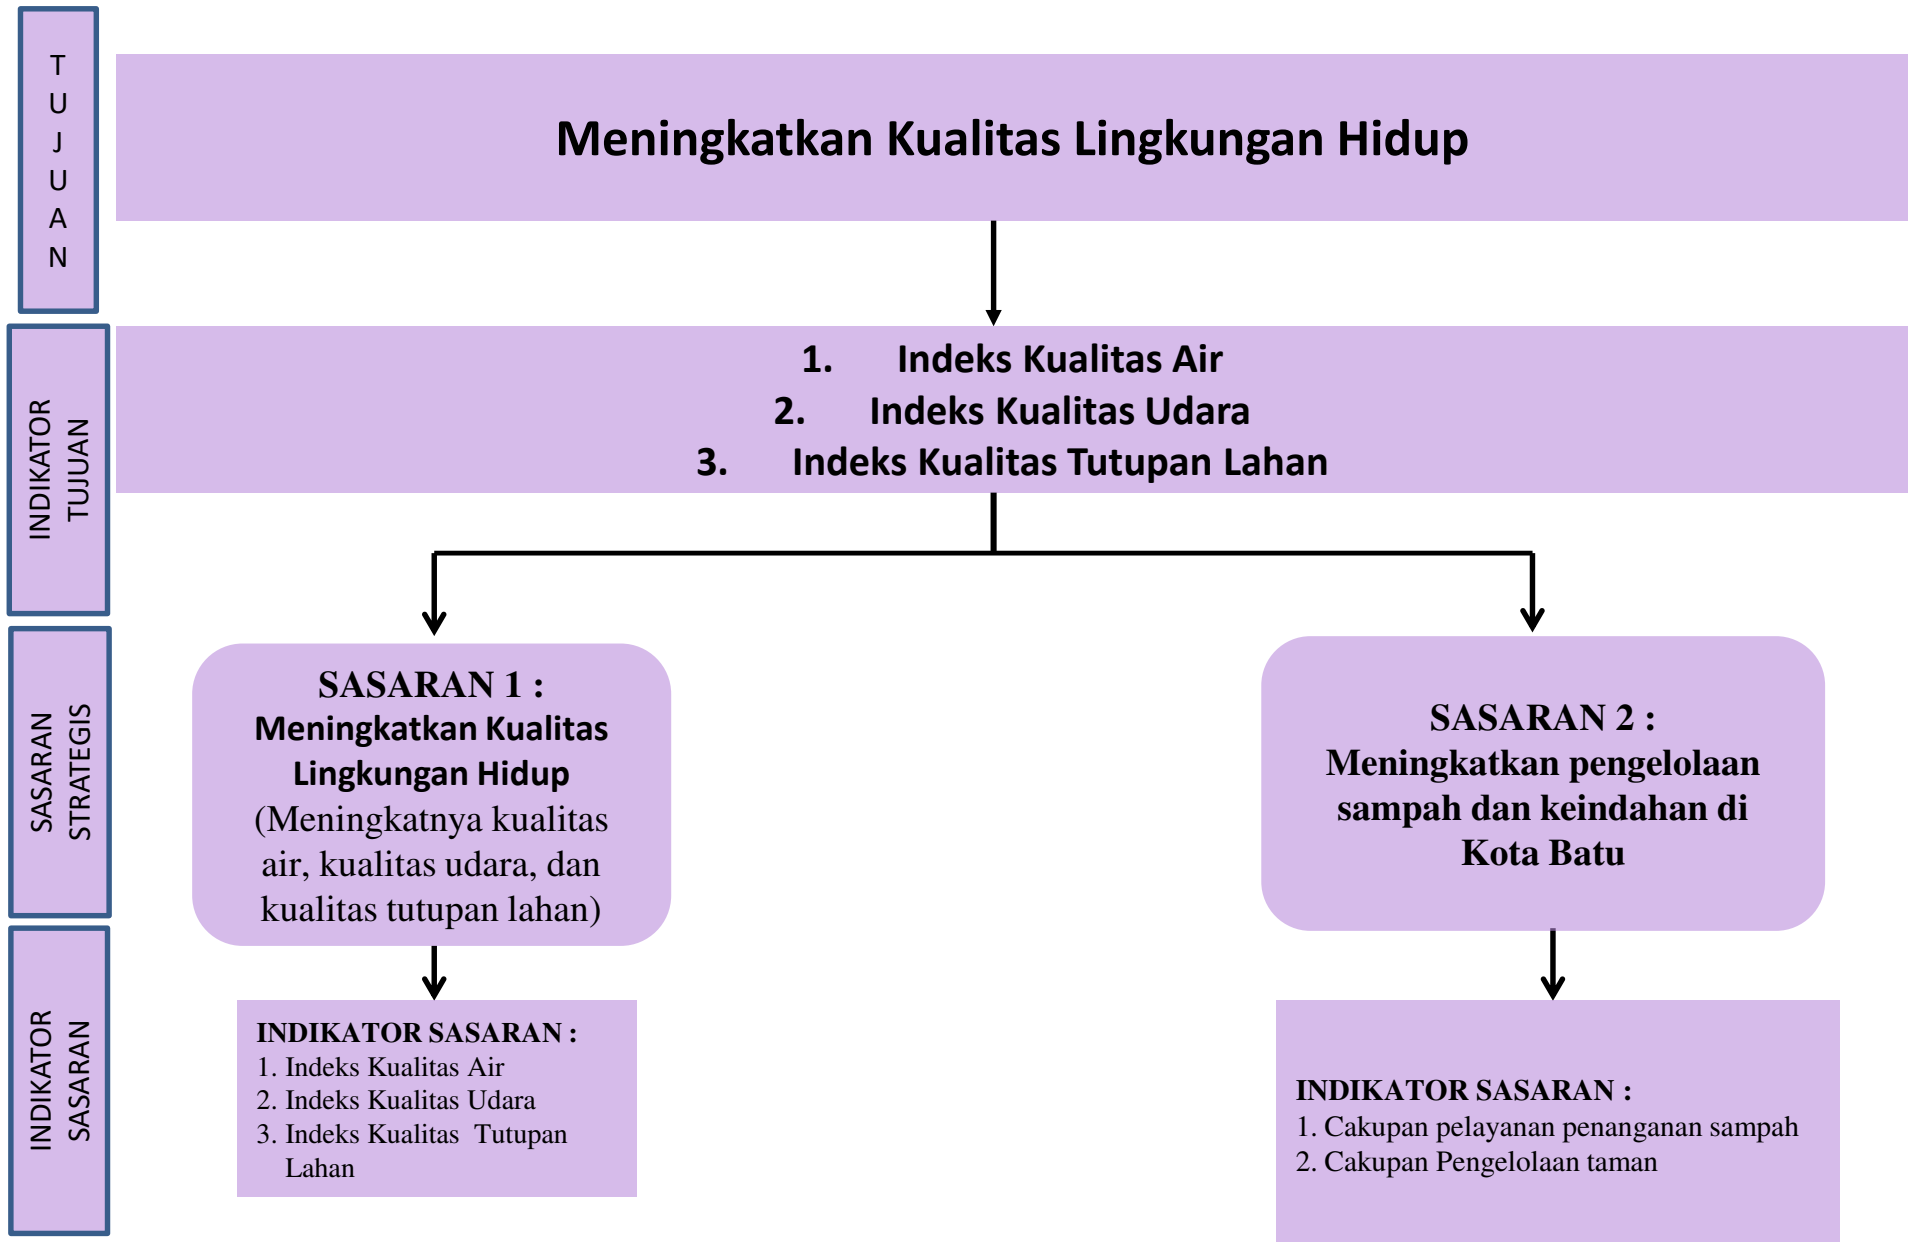 TUJUAN
Meningkatkan Kualitas Lingkungan Hidup
INDIKATOR
TUJUAN
1. Indeks Kualitas Air
2. Indeks Kualitas Udara
3. Indeks Kualitas Tutupan Lahan
SASARAN
STRATEGIS
SASARAN 1 :
Meningkatkan Kualitas
Lingkungan Hidup
(Meningkatnya kualitas
air, kualitas udara, dan
kualitas tutupan lahan)
SASARAN 2 :
Meningkatkan pengelolaan
sampah dan keindahan di
Kota Batu
INDIKATOR
SASARAN
INDIKATOR SASARAN :
1. Indeks Kualitas Air
2. Indeks Kualitas Udara
3. Indeks Kualitas Tutupan
Lahan
INDIKATOR SASARAN :
1. Cakupan pelayanan penanganan sampah
2. Cakupan Pengelolaan taman